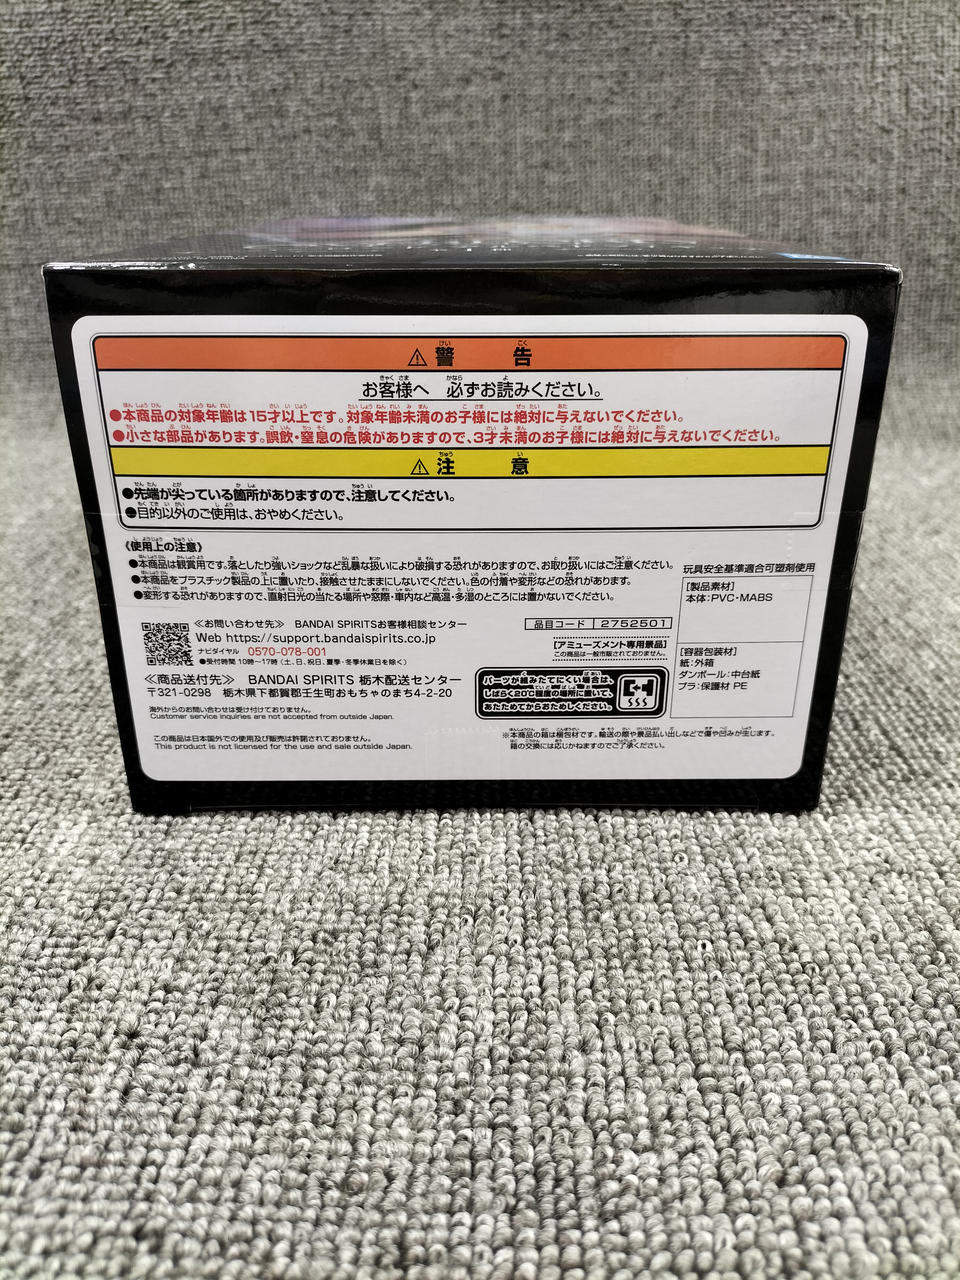 ⚠警告
お客様へ 必ずお読みください。
●本商品の対象年齢は15才以上です。対象年齢未満のお子様には絶対に与えないでください。
●小さな部品があります。誤飲・窒息の危険がありますので、3才未満のお子様には絶対に与えないでください。
⚠注意
●先端が尖っている箇所がありますので、注意してください。
●目的以外のご使用は、おやめください。
《使用上の注意》
●本商品は観賞用です。落としたり強いショックなど乱暴な扱いにより破損する恐れがありますので、お取り扱いにはご注意ください。
●本商品をプラスチック製品の上に置いたり、接触させたままにしないでください。色の付着や変形などの恐れがあります。
●変形する恐れがありますので、直射日光の当たる場所や窓際・車内など高温・多湿のところには置かないでください。
≪お問い合わせ先≫ BANDAI SPIRITSお客様相談センター
Web https://support.bandaispirits.co.jp
ナビダイヤル 0570-078-001
●受付時間 10時〜17時(土、日、祝日、夏季・冬季休業日を除く)
≪商品送付先≫ BANDAI SPIRITS 栃木配送センター
〒321-0298 栃木県下都賀郡壬生町おもちゃのまち4-2-20
海外からのお問い合わせは受け付けておりません。
Customer service inquiries are not accepted from outside Japan.
この商品は日本国外での使用及び販売は許諾されておりません。
This product is not licensed for the use and sale outside Japan.
品目コード 2752501
[アミューズメント専用景品]
この商品は一般市販されておりません。
パーツが組みたてにくい場合は、
しばらく20℃程度の場所に置いて、
あたためてからおためしください。
※本商品の箱は梱包材です。輸送の際や景品払い出しなどで傷や凹みが生じます。
箱の交換には応じかねますのでご了承ください。
玩具安全基準適合可塑剤使用
[製品素材]
本体:PVC・MABS
[容器包装材]
紙:外箱
ダンボール:中台紙
プラ:保護材 PE